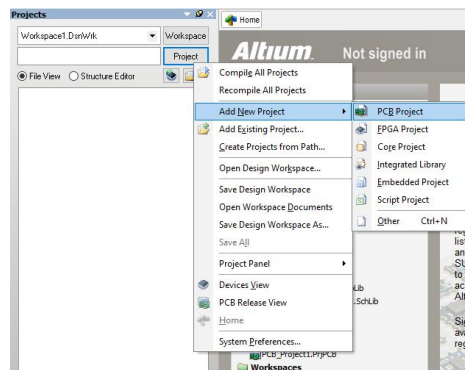 Projects
Home
Workspace1.DsnWrk
Workspace
Project
File View
Structure Editor
Altium.
Not signed in
Compile All Projects
Recompile All Projects
Add New Project
Add Existing Project...
Create Projects from Path...
Open Design Workspace...
Save Design Workspace
Open Workspace Documents
Save Design Workspace As...
Save All
Project Panel
Devices View
PCB Release View
Home
System Preferences...
PCB Project
FPGA Project
Core Project
Integrated Library
Embedded Project
Script Project
Other Ctrl+N
.SchLib
PCB_Project1.PrjPCB
Workspaces